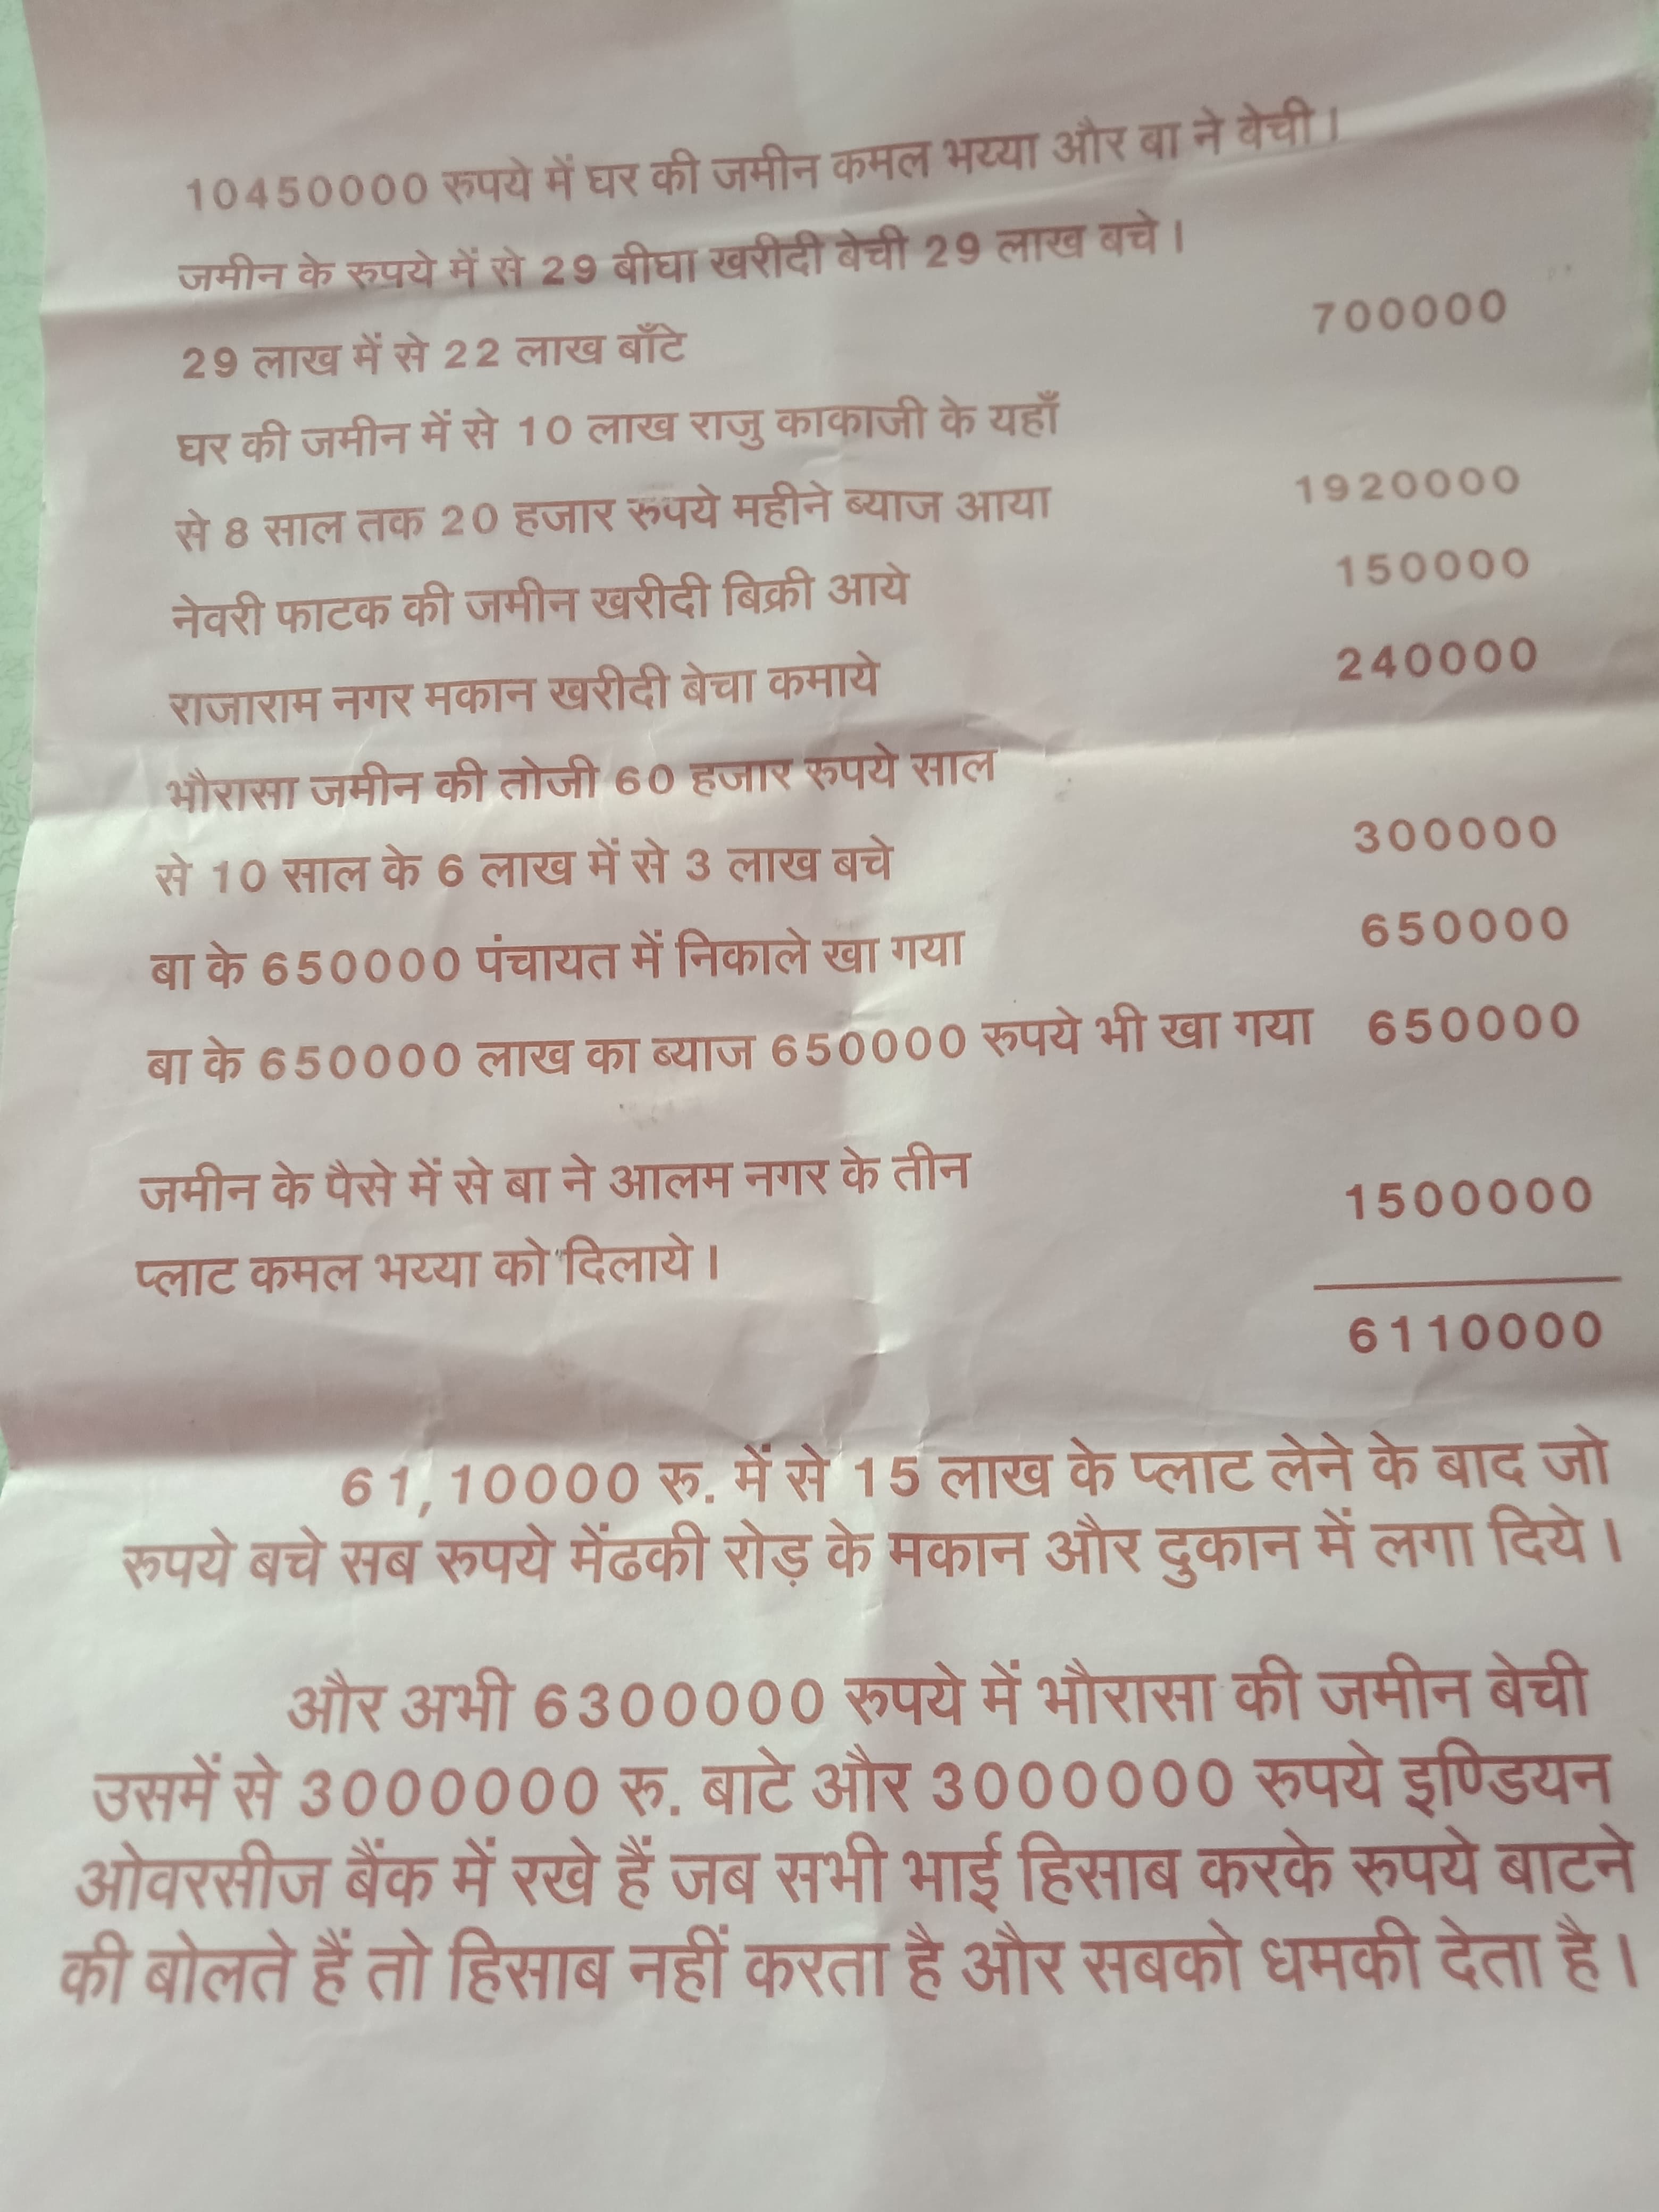 10450000 रुपये में घर की जमीन कमल भय्या और बा ने बेची।
जमीन के रुपये में से 29 बीघा खरीदी बेची 29 लाख बचे।
29 लाख में से 22 लाख बाँटे 700000
घर की जमीन में से 10 लाख राजु काकाजी के यहाँ
से 8 साल तक 20 हजार रुपये महीने ब्याज आया 1920000
नेवरी फाटक की जमीन खरीदी बिक्री आये 150000
राजाराम नगर मकान खरीदी बेचा कमाये 240000
भौरासा जमीन की तोजी 60 हजार रुपये साल
से 10 साल के 6 लाख में से 3 लाख बचे 300000
बा के 650000 पंचायत में निकाले खा गया 650000
बा के 650000 लाख का ब्याज 650000 रुपये भी खा गया 650000
जमीन के पैसे में से बा ने आलम नगर के तीन
प्लाट कमल भय्या को दिलाये। 1500000
6110000
61,10000 रु. में से 15 लाख के प्लाट लेने के बाद जो
रुपये बचे सब रुपये मेंढकी रोड़ के मकान और दुकान में लगा दिये।
और अभी 6300000 रुपये में भौरासा की जमीन बेची
उसमें से 3000000 रु. बाटे और 3000000 रुपये इण्डियन
ओवरसीज बैंक में रखे हैं जब सभी भाई हिसाब करके रुपये बाटने
की बोलते हैं तो हिसाब नहीं करता है और सबको धमकी देता है।